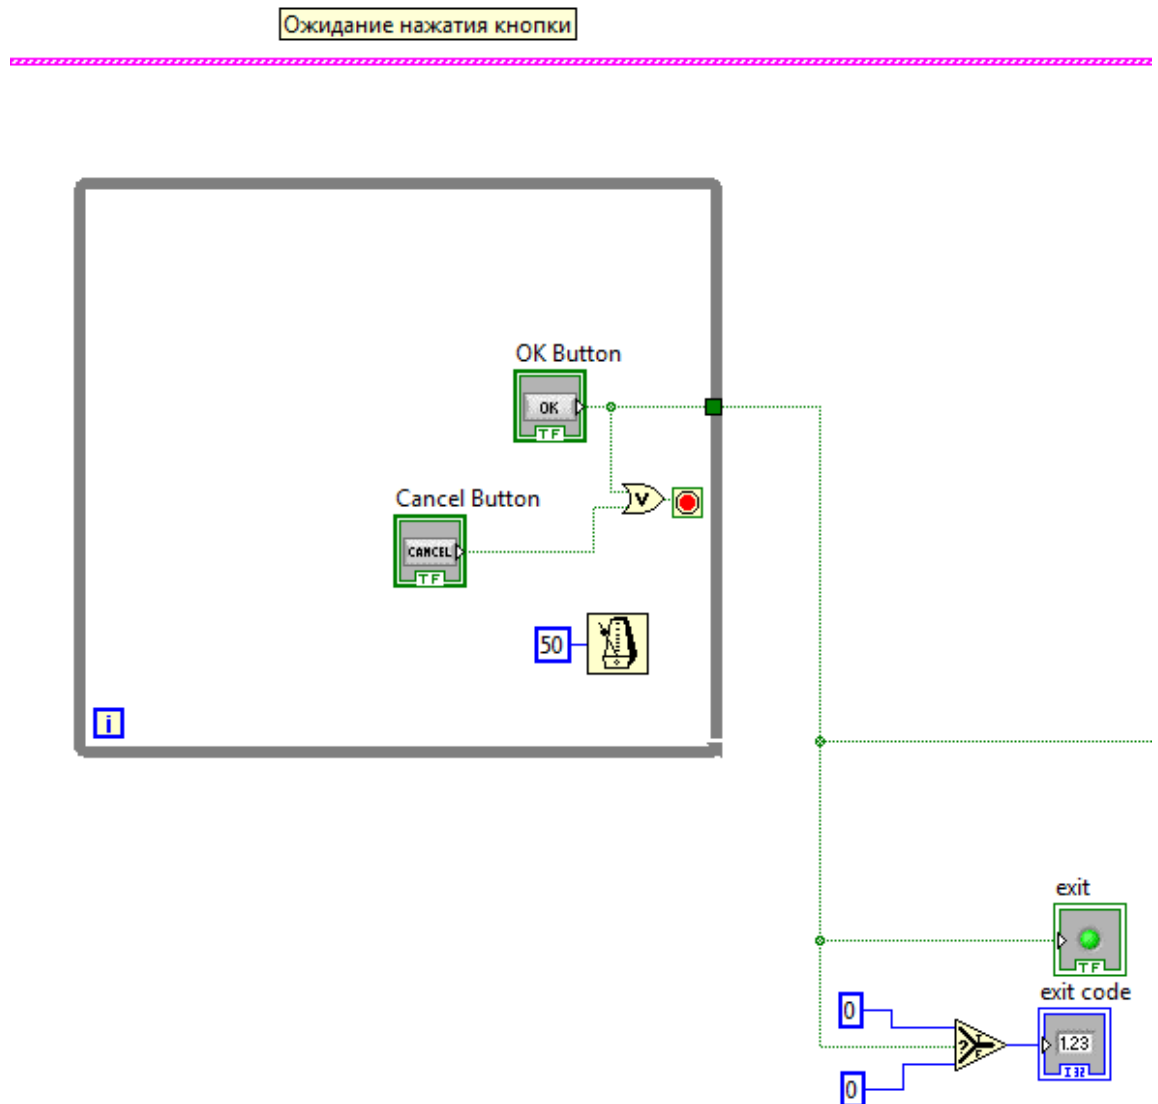 Ожидание нажатия кнопки
OK Button
OK
TF
Cancel Button
V
CANCEL
TF
50
i
exit
TF
exit code
0
1.23
?
T
F
I32
0